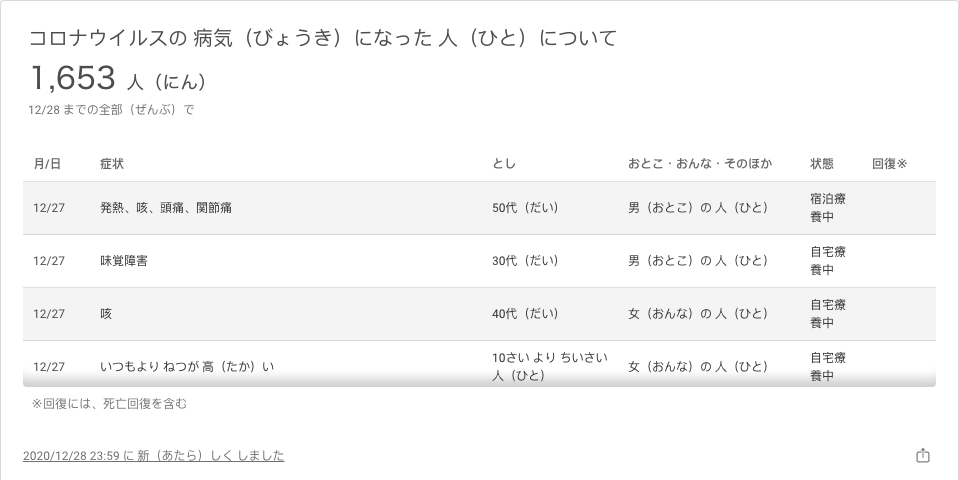 コロナウイルスの 病気（びょうき）になった 人（ひと）について
1,653 人（にん）
12/28 までの全部（ぜんぶ）で
月/日 症状 とし おとこ・おんな・そのほか 状態 回復※
12/27 発熱、咳、頭痛、関節痛 50代（だい） 男（おとこ）の 人（ひと） 宿泊療
養中
12/27 味覚障害 30代（だい） 男（おとこ）の 人（ひと） 自宅療
養中
12/27 咳 40代（だい） 女（おんな）の 人（ひと） 自宅療
養中
12/27 いつもより ねつが 高（たか）い 10さい より ちいさい
人（ひと） 女（おんな）の 人（ひと） 自宅療
養中
※回復には、死亡回復を含む
2020/12/28 23:59 に 新（あたら）しく しました